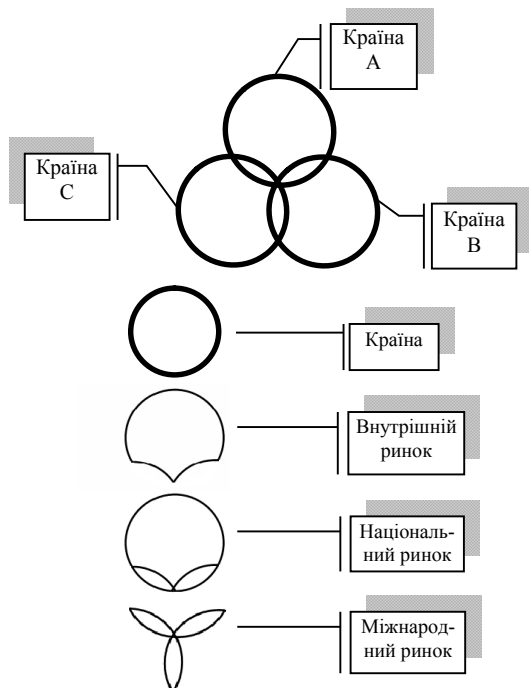 Країна
А
Країна
С
Країна
В
Країна
Внутрішній
ринок
Національ-
ний ринок
Міжнарод-
ний ринок